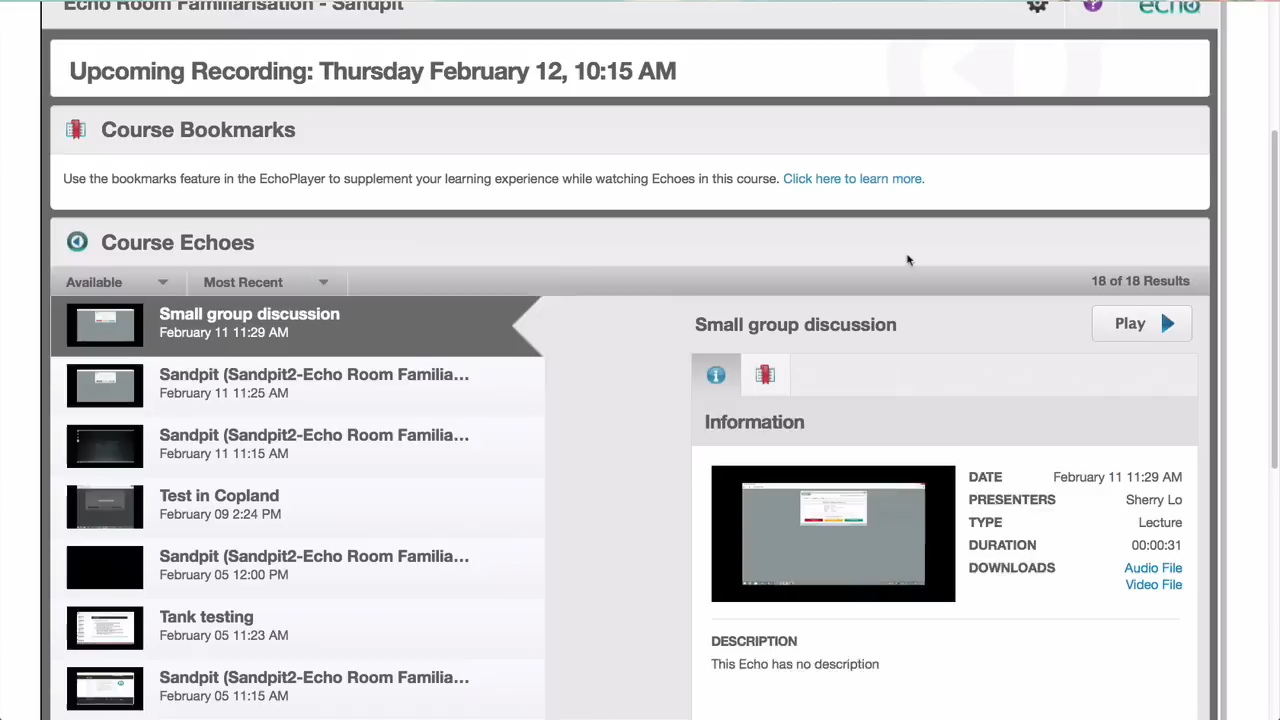 Echo Room Familiarisation - Sandpit
echo
Upcoming Recording: Thursday February 12, 10:15 AM
Course Bookmarks
Use the bookmarks feature in the EchoPlayer to supplement your learning experience while watching Echoes in this course. Click here to learn more.
Course Echoes
Available
Most Recent
18 of 18 Results
Small group discussion
February 11 11:29 AM
Sandpit (Sandpit2-Echo Room Familia...
February 11 11:25 AM
Sandpit (Sandpit2-Echo Room Familia...
February 11 11:15 AM
Test in Copland
February 09 2:24 PM
Sandpit (Sandpit2-Echo Room Familia...
February 05 12:00 PM
Tank testing
February 05 11:23 AM
Sandpit (Sandpit2-Echo Room Familia...
February 05 11:15 AM
Small group discussion
Play
Information
DATE February 11 11:29 AM
PRESENTERS Sherry Lo
TYPE Lecture
DURATION 00:00:31
DOWNLOADS Audio File
Video File
DESCRIPTION
This Echo has no description